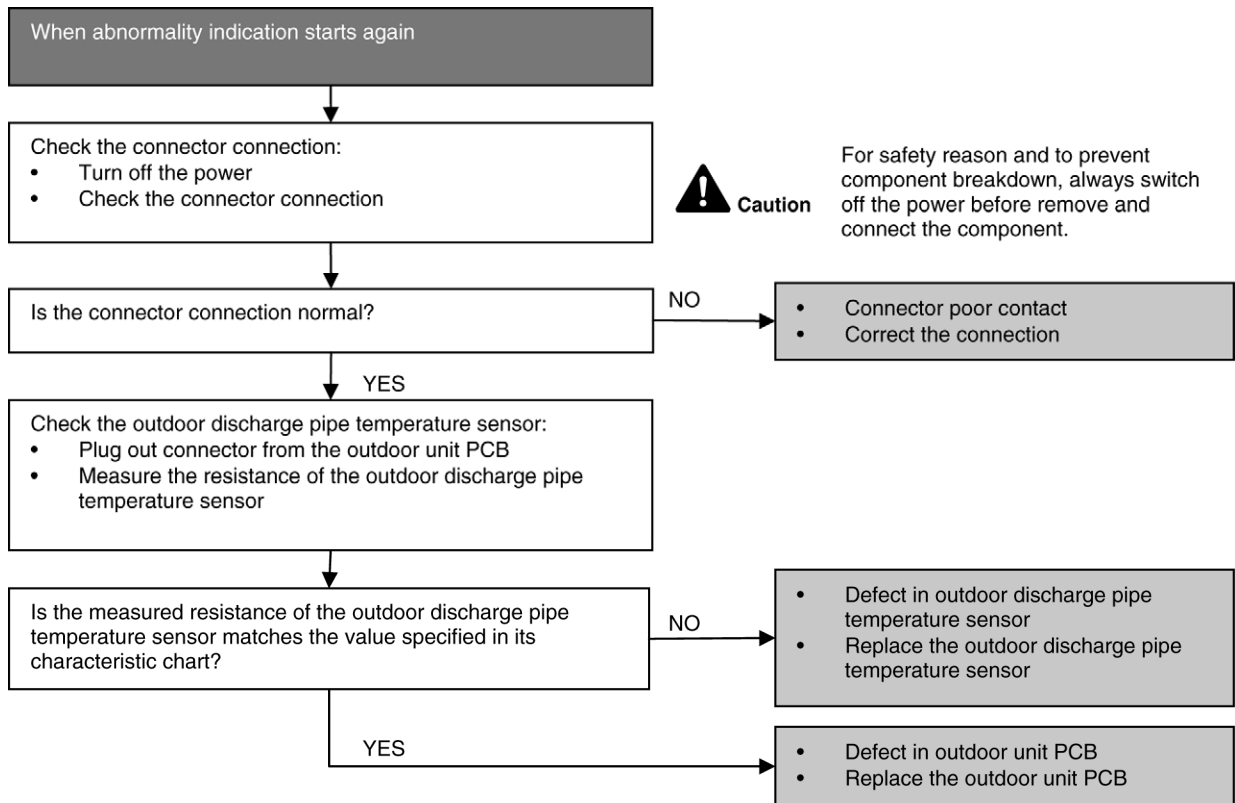 When abnormality indication starts again
Check the connector connection:
• Turn off the power
• Check the connector connection
Caution
For safety reason and to prevent
component breakdown, always switch
off the power before remove and
connect the component.
Is the connector connection normal?
NO
• Connector poor contact
• Correct the connection
YES
Check the outdoor discharge pipe temperature sensor:
• Plug out connector from the outdoor unit PCB
• Measure the resistance of the outdoor discharge pipe
temperature sensor
Is the measured resistance of the outdoor discharge pipe
temperature sensor matches the value specified in its
characteristic chart?
NO
• Defect in outdoor discharge pipe
temperature sensor
• Replace the outdoor discharge pipe
temperature sensor
YES
• Defect in outdoor unit PCB
• Replace the outdoor unit PCB